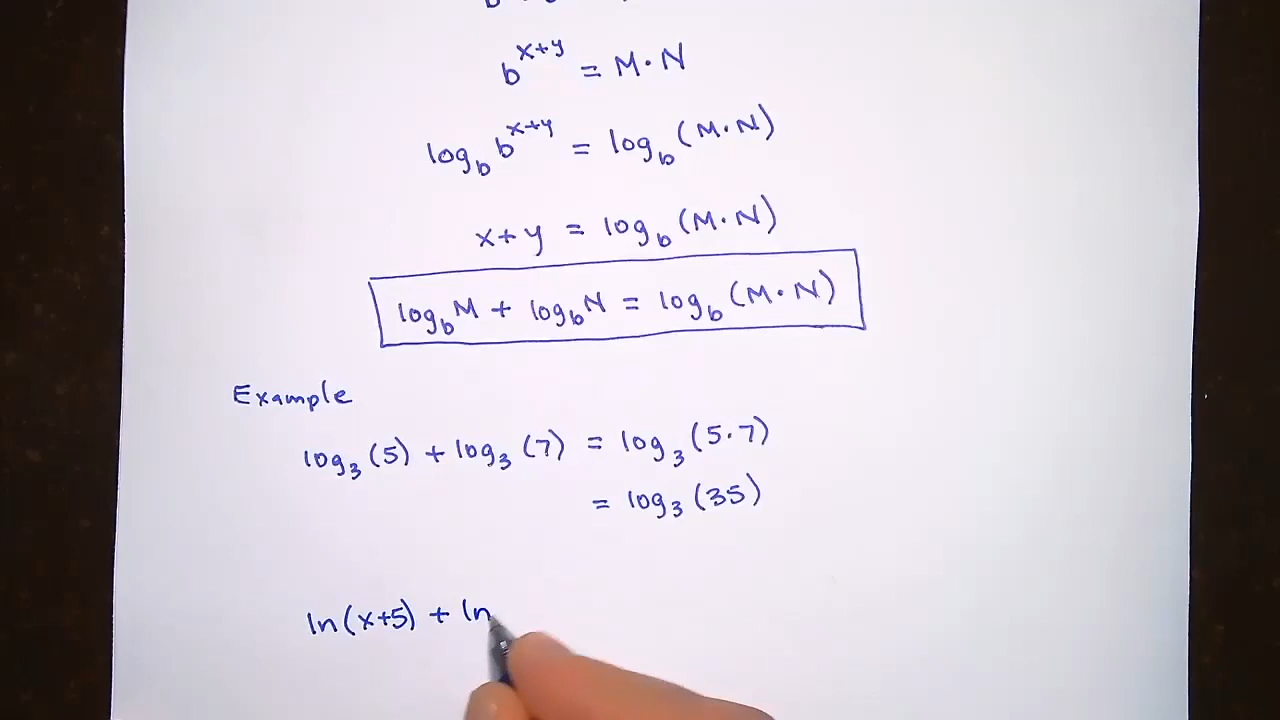 b^(x+y) = M·N
log_b b^(x+y) = log_b (M·N)
x+y = log_b (M·N)
log_b M + log_b N = log_b (M·N)
Example
log_3 (5) + log_3 (7) = log_3 (5·7)
= log_3 (35)
ln(x+5) + ln